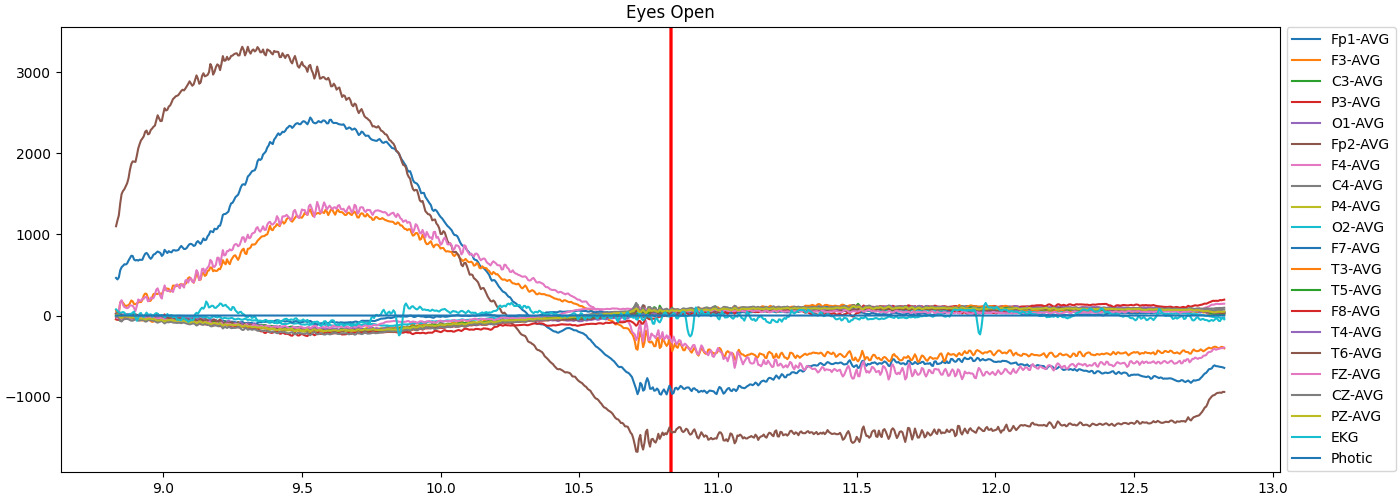 Eyes Open
3000
2000
1000
0
−1000
9.0 9.5 10.0 10.5 11.0 11.5 12.0 12.5 13.0
Fp1-AVG
F3-AVG
C3-AVG
P3-AVG
O1-AVG
Fp2-AVG
F4-AVG
C4-AVG
P4-AVG
O2-AVG
F7-AVG
T3-AVG
T5-AVG
F8-AVG
T4-AVG
T6-AVG
FZ-AVG
CZ-AVG
PZ-AVG
EKG
Photic